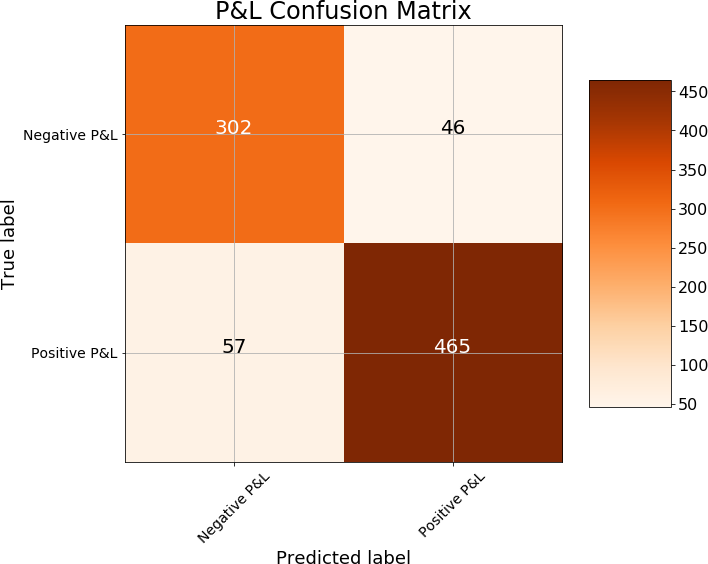 P&L Confusion Matrix
True label
Negative P&L
302
46
Positive P&L
57
465
Negative P&L
Positive P&L
Predicted label
450
400
350
300
250
200
150
100
50